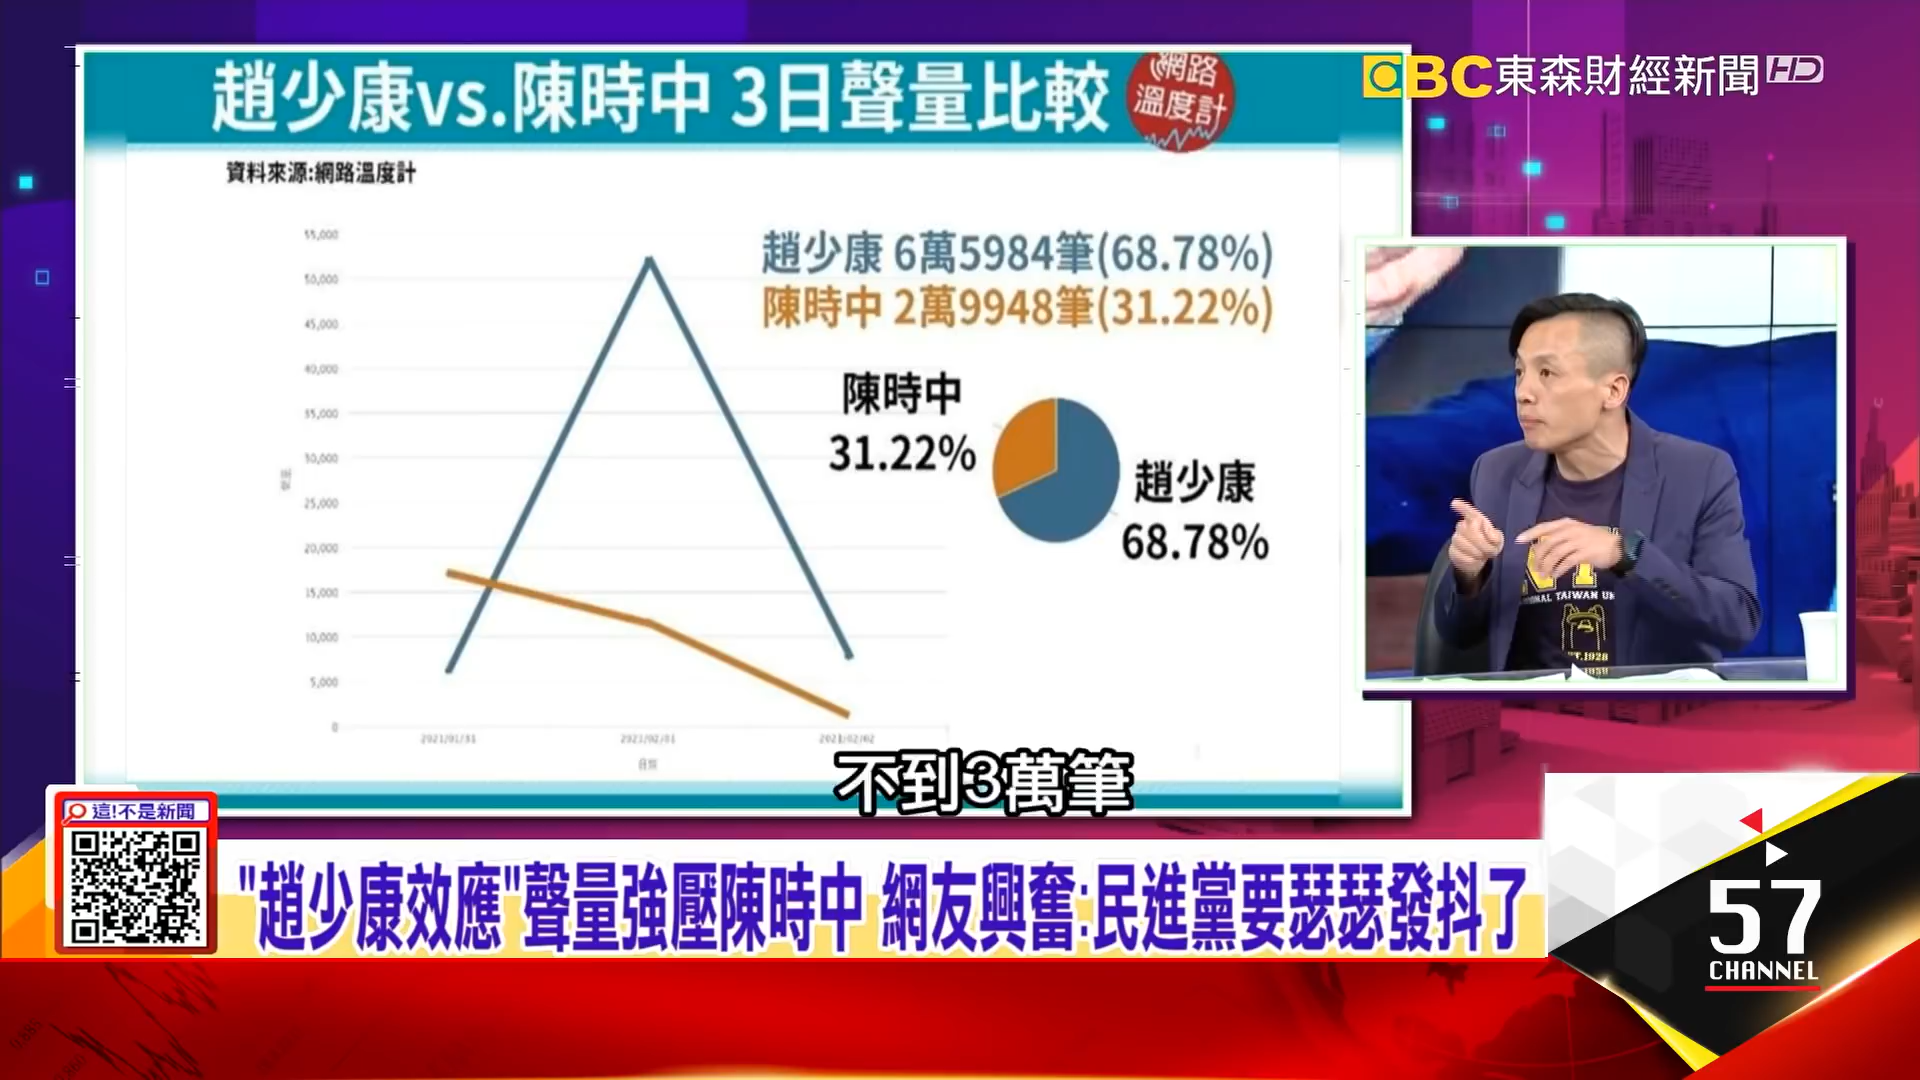 趙少康vs.陳時中 3日聲量比較
網路
溫度計
EBC東森財經新聞HD
資料來源:網路溫度計
趙少康 6萬5984筆(68.78%)
陳時中 2萬9948筆(31.22%)
陳時中
31.22%
趙少康
68.78%
55,000
50,000
45,000
40,000
35,000
30,000
25,000
20,000
15,000
10,000
5,000
0
2021/01/31
2021/02/01
2021/02/02
日期
TAIWAN UN
不到3萬筆
這!不是新聞
"趙少康效應"聲量強壓陳時中 網友興奮:民進黨要瑟瑟發抖了
57
CHANNEL